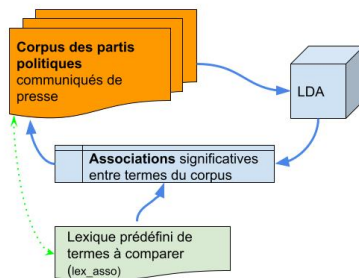 Corpus des partis
politiques
communiqués de
presse
LDA
Associations significatives
entre termes du corpus
Lexique prédéfini de
termes à comparer
(lex_asso)